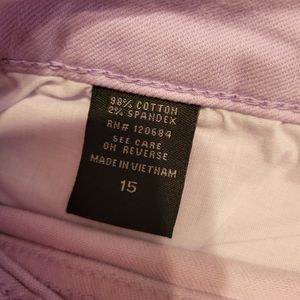 98% COTTON
2% SPANDEX
RN# 120684
SEE CARE
ON REVERSE
MADE IN VIETNAM
15